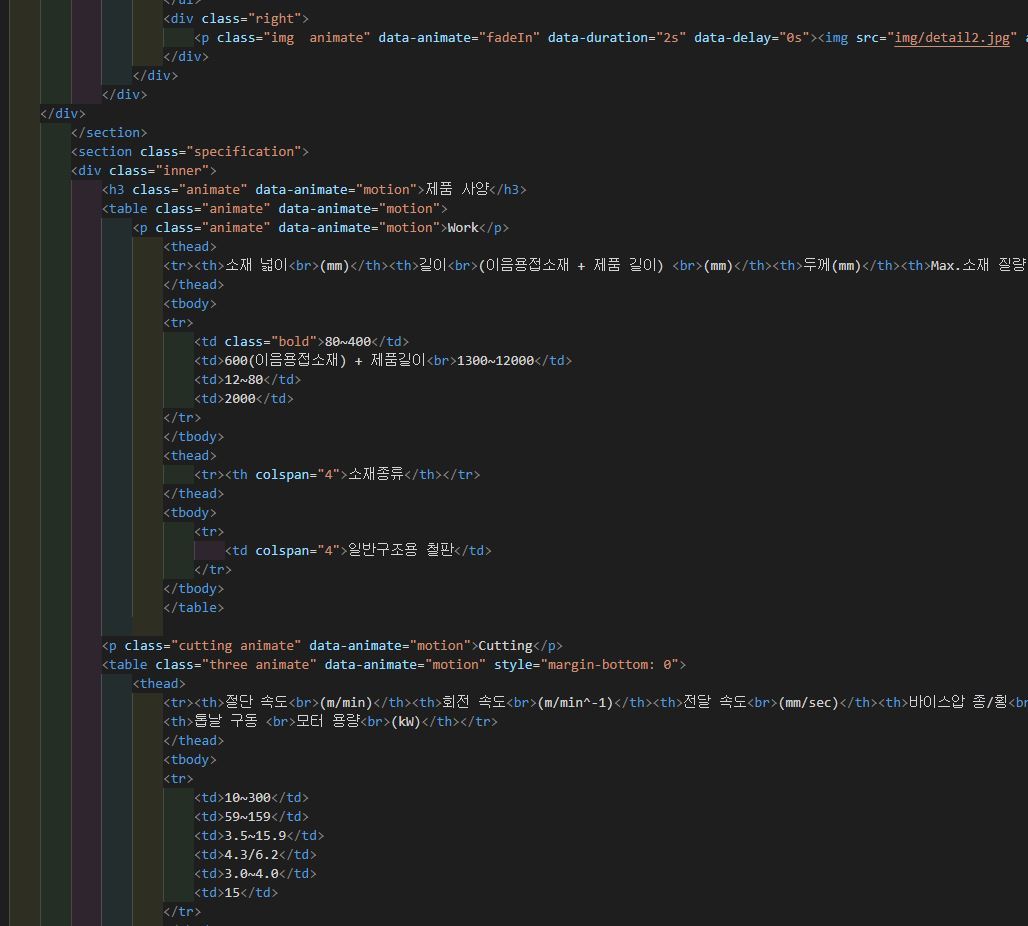 </ul>
<div class="right">
<p class="img  animate" data-animate="fadeIn" data-duration="2s" data-delay="0s"><img src="img/detail2.jpg" a
</div>
</div>
</div>
</div>
</section>
<section class="specification">
<div class="inner">
<h3 class="animate" data-animate="motion">제품 사양</h3>
<table class="animate" data-animate="motion">
<p class="animate" data-animate="motion">Work</p>
<thead>
<tr><th>소재 넓이<br>(mm)</th><th>길이<br>(이음용접소재 + 제품 길이) <br>(mm)</th><th>두께(mm)</th><th>Max.소재 질량
</thead>
<tbody>
<tr>
<td class="bold">80~400</td>
<td>600(이음용접소재) + 제품길이<br>1300~12000</td>
<td>12~80</td>
<td>2000</td>
</tr>
</tbody>
<thead>
<tr><th colspan="4">소재종류</th></tr>
</thead>
<tbody>
<tr>
<td colspan="4">일반구조용 철판</td>
</tr>
</tbody>
</table>
<p class="cutting animate" data-animate="motion">Cutting</p>
<table class="three animate" data-animate="motion" style="margin-bottom: 0">
<thead>
<tr><th>절단 속도<br>(m/min)</th><th>회전 속도<br>(m/min^-1)</th><th>전달 속도<br>(mm/sec)</th><th>바이스압 종/횡<br
<th>톱날 구동 <br>모터 용량<br>(kW)</th></tr>
</thead>
<tbody>
<tr>
<td>10~300</td>
<td>59~159</td>
<td>3.5~15.9</td>
<td>4.3/6.2</td>
<td>3.0~4.0</td>
<td>15</td>
</tr>